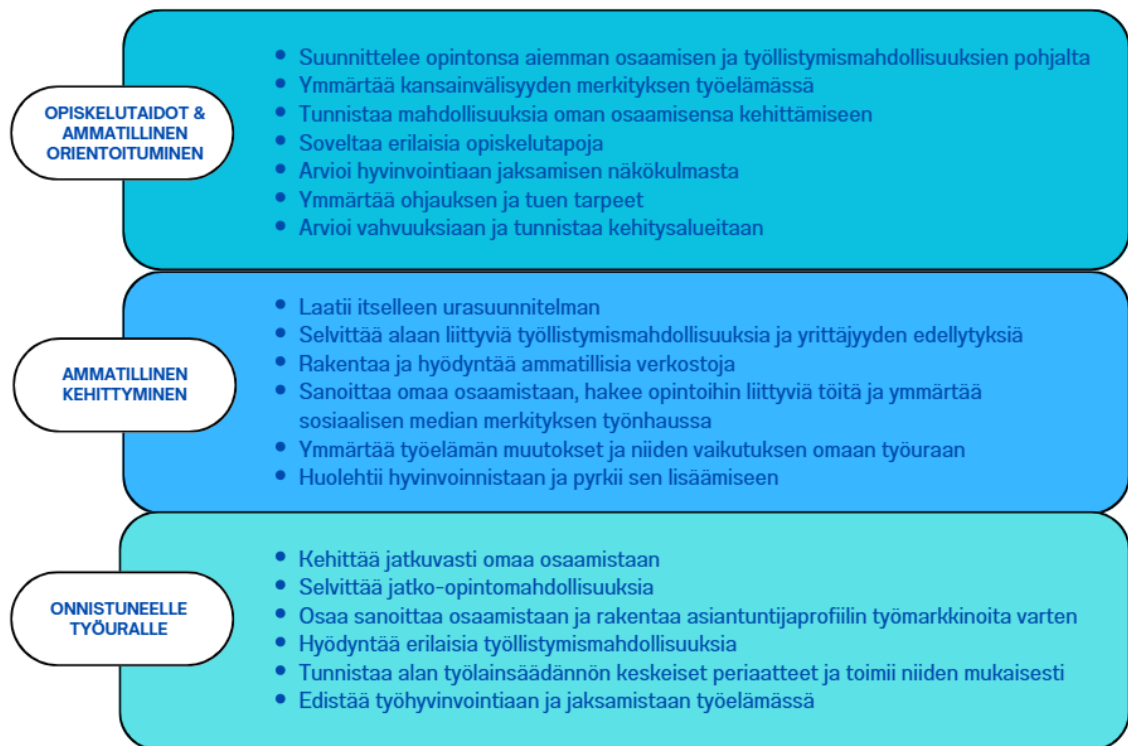 OPISKELUTAIDOT &
AMMATILLINEN
ORIENTOITUMINEN
• Suunnittelee opintonsa aiemman osaamisen ja työllistymismahdollisuuksien pohjalta
• Ymmärtää kansainvälisyyden merkityksen työelämässä
• Tunnistaa mahdollisuuksia oman osaamisensa kehittämiseen
• Soveltaa erilaisia opiskelutapoja
• Arvioi hyvinvointiaan jaksamisen näkökulmasta
• Ymmärtää ohjauksen ja tuen tarpeet
• Arvioi vahvuuksiaan ja tunnistaa kehitysalueitaan
AMMATILLINEN
KEHITTYMINEN
• Laatii itselleen urasuunnitelman
• Selvittää alaan liittyviä työllistymismahdollisuuksia ja yrittäjyyden edellytyksiä
• Rakentaa ja hyödyntää ammatillisia verkostoja
• Sanoittaa omaa osaamistaan, hakee opintoihin liittyviä töitä ja ymmärtää
sosiaalisen median merkityksen työnhaussa
• Ymmärtää työelämän muutokset ja niiden vaikutuksen omaan työuraan
• Huolehtii hyvinvoinnistaan ja pyrkii sen lisäämiseen
ONNISTUNEELLE
TYÖURALLE
• Kehittää jatkuvasti omaa osaamistaan
• Selvittää jatko-opintomahdollisuuksia
• Osaa sanoittaa osaamistaan ja rakentaa asiantuntijaprofiilin työmarkkinoita varten
• Hyödyntää erilaisia työllistymismahdollisuuksia
• Tunnistaa alan työlainsäädännön keskeiset periaatteet ja toimii niiden mukaisesti
• Edistää työhyvinvointiaan ja jaksamistaan työelämässä